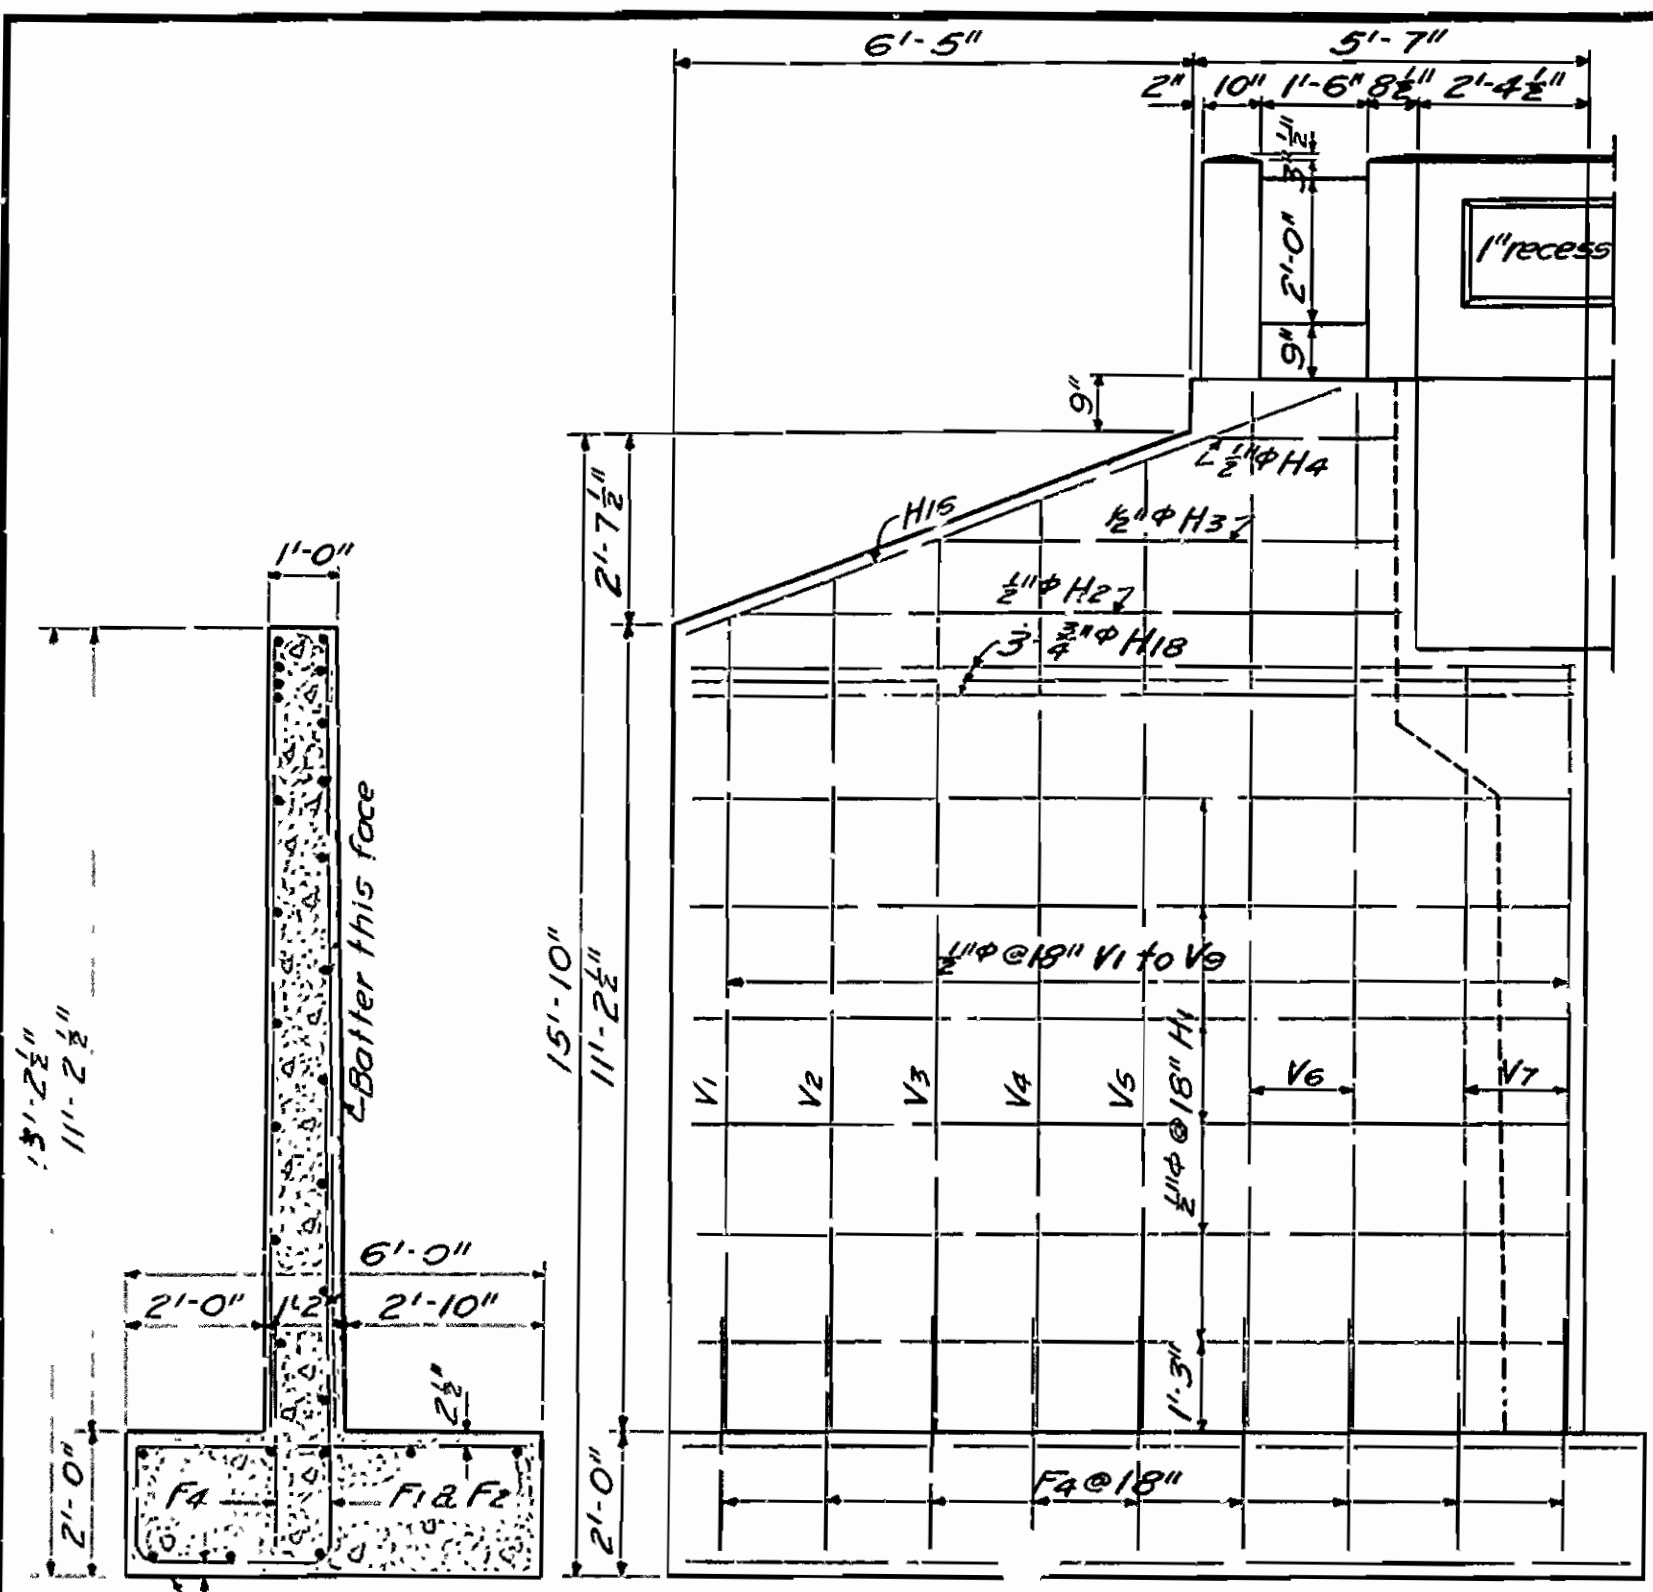 6'-5"
5'-7"
2"
10"
1'-6"
8½"
2'-4½"
1½"
3"
1"recess
2'-0"
9"
9"
½"φ H4
H15
½"φ H3
2'-7½"
1'-0"
½"φ H2
3-¾"φ H18
Batter this face
½"φ @18" V1 to V9
15'-10"
11'-2½"
13'-2½"
11'-2½"
V1
V2
V3
V4
V5
V6
V7
½"φ @18" H1
6'-0"
2'-0"
1'-2"
2'-10"
2½"
1'-3"
2'-0"
F4
F1 & F2
2'-0"
F4 @ 18"